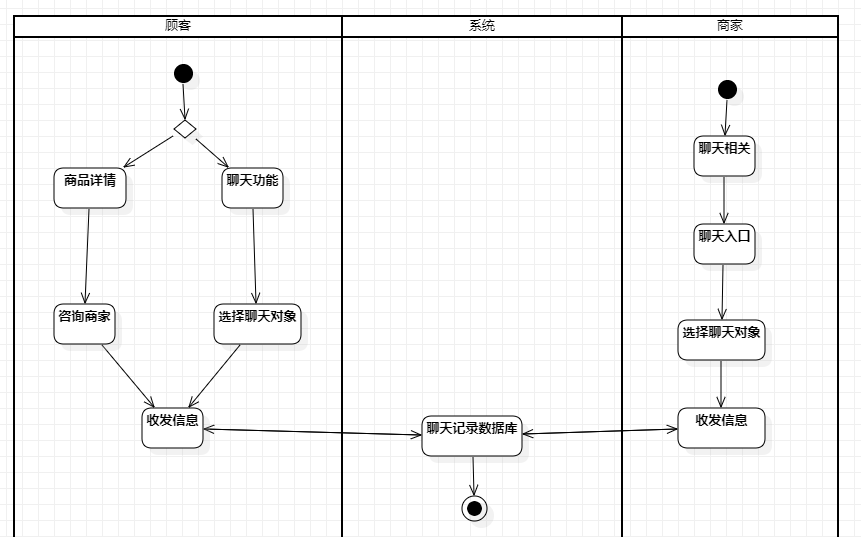 顾客
系统
商家
聊天相关
商品详情
聊天功能
聊天入口
咨询商家
选择聊天对象
选择聊天对象
收发信息
聊天记录数据库
收发信息